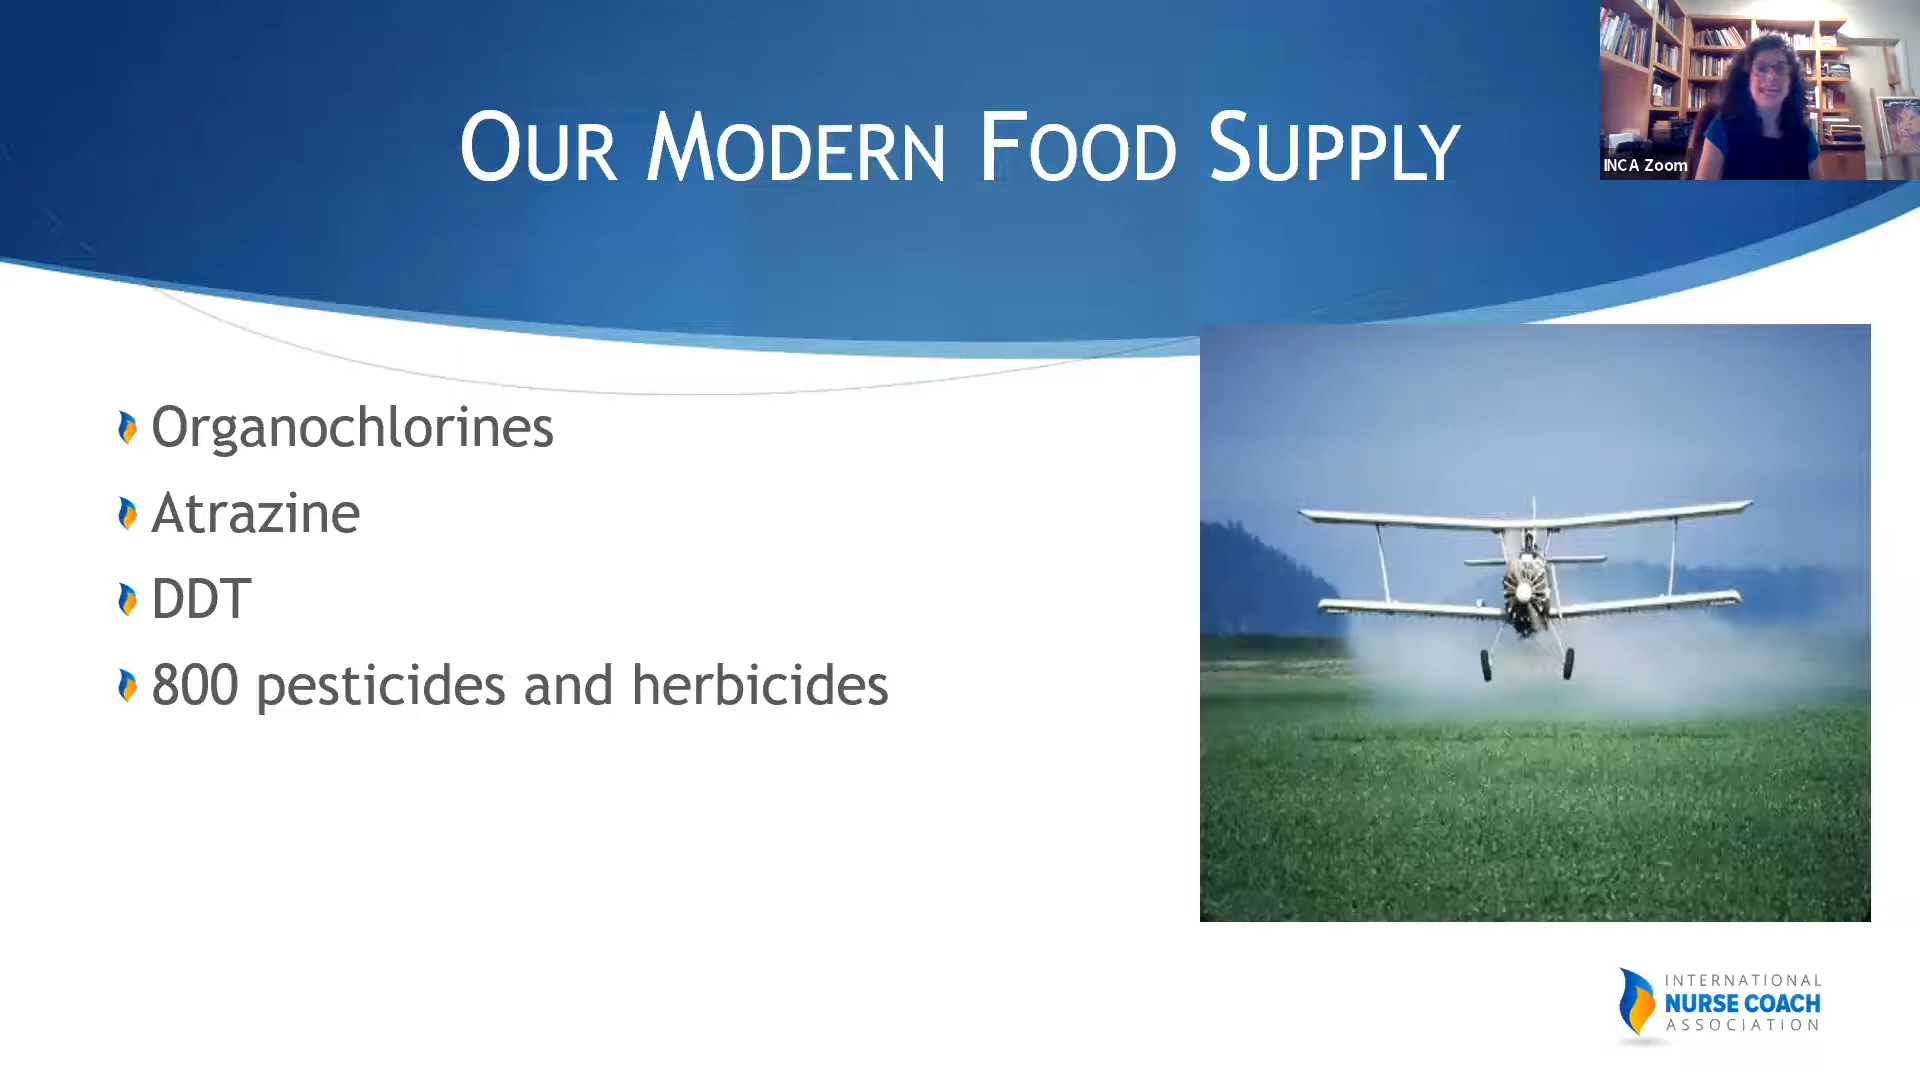 Our Modern Food Supply
INCA Zoom
Organochlorines
Atrazine
DDT
800 pesticides and herbicides
INTERNATIONAL
NURSE COACH
ASSOCIATION